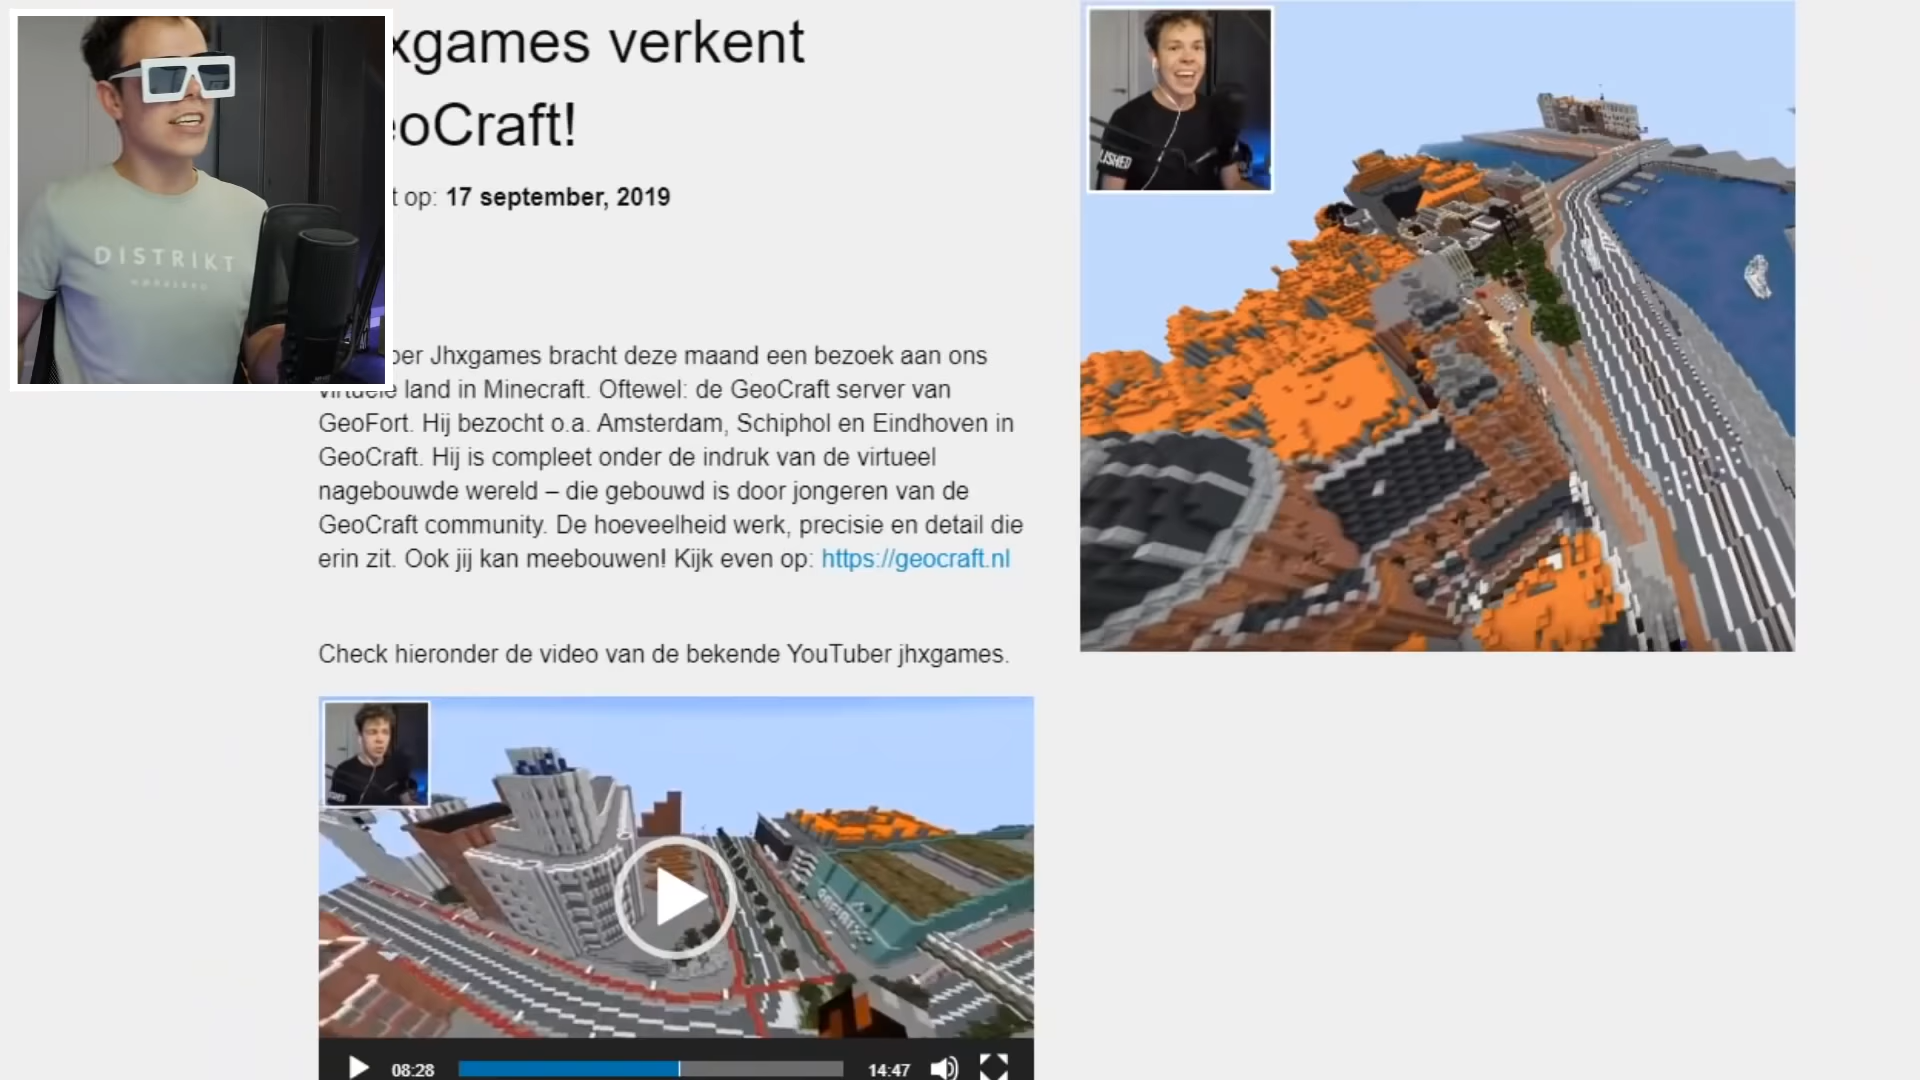 xgames verkent
eoCraft!
t op: 17 september, 2019
ber Jhxgames bracht deze maand een bezoek aan ons
virtuele land in Minecraft. Oftewel: de GeoCraft server van
GeoFort. Hij bezocht o.a. Amsterdam, Schiphol en Eindhoven in
GeoCraft. Hij is compleet onder de indruk van de virtueel
nagebouwde wereld – die gebouwd is door jongeren van de
GeoCraft community. De hoeveelheid werk, precisie en detail die
erin zit. Ook jij kan meebouwen! Kijk even op: https://geocraft.nl
Check hieronder de video van de bekende YouTuber jhxgames.
08:28
14:47
DISTRIKT
LISHED